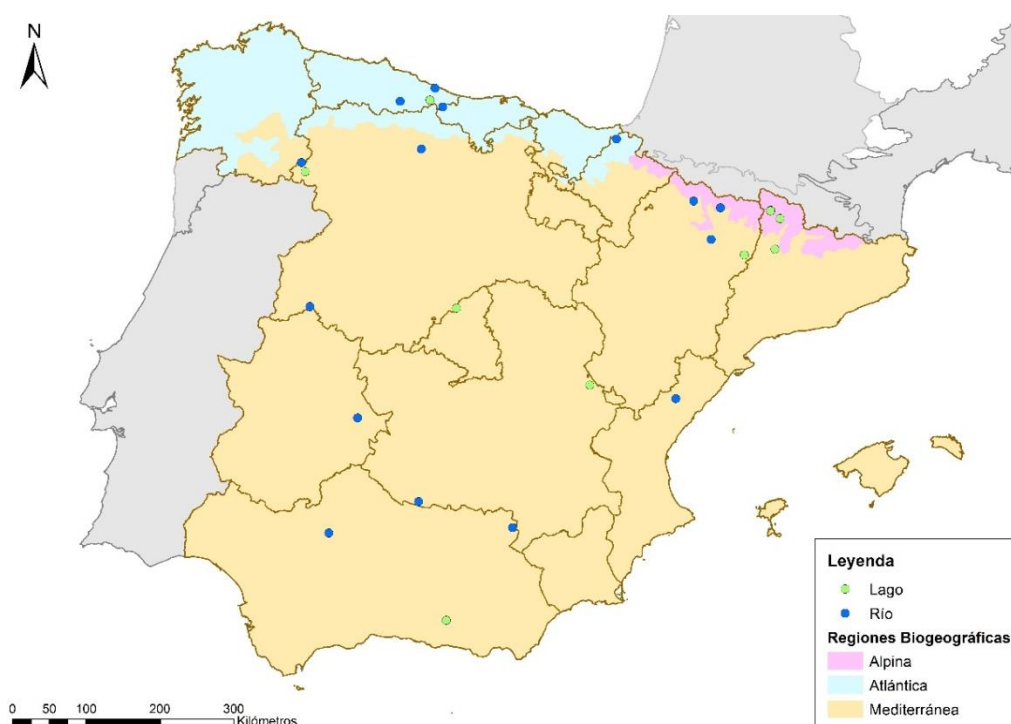 N
Leyenda
Lago
Río
Regiones Biogeográficas
Alpina
Atlántica
Mediterránea
0 50 100 200 300
Kilómetros